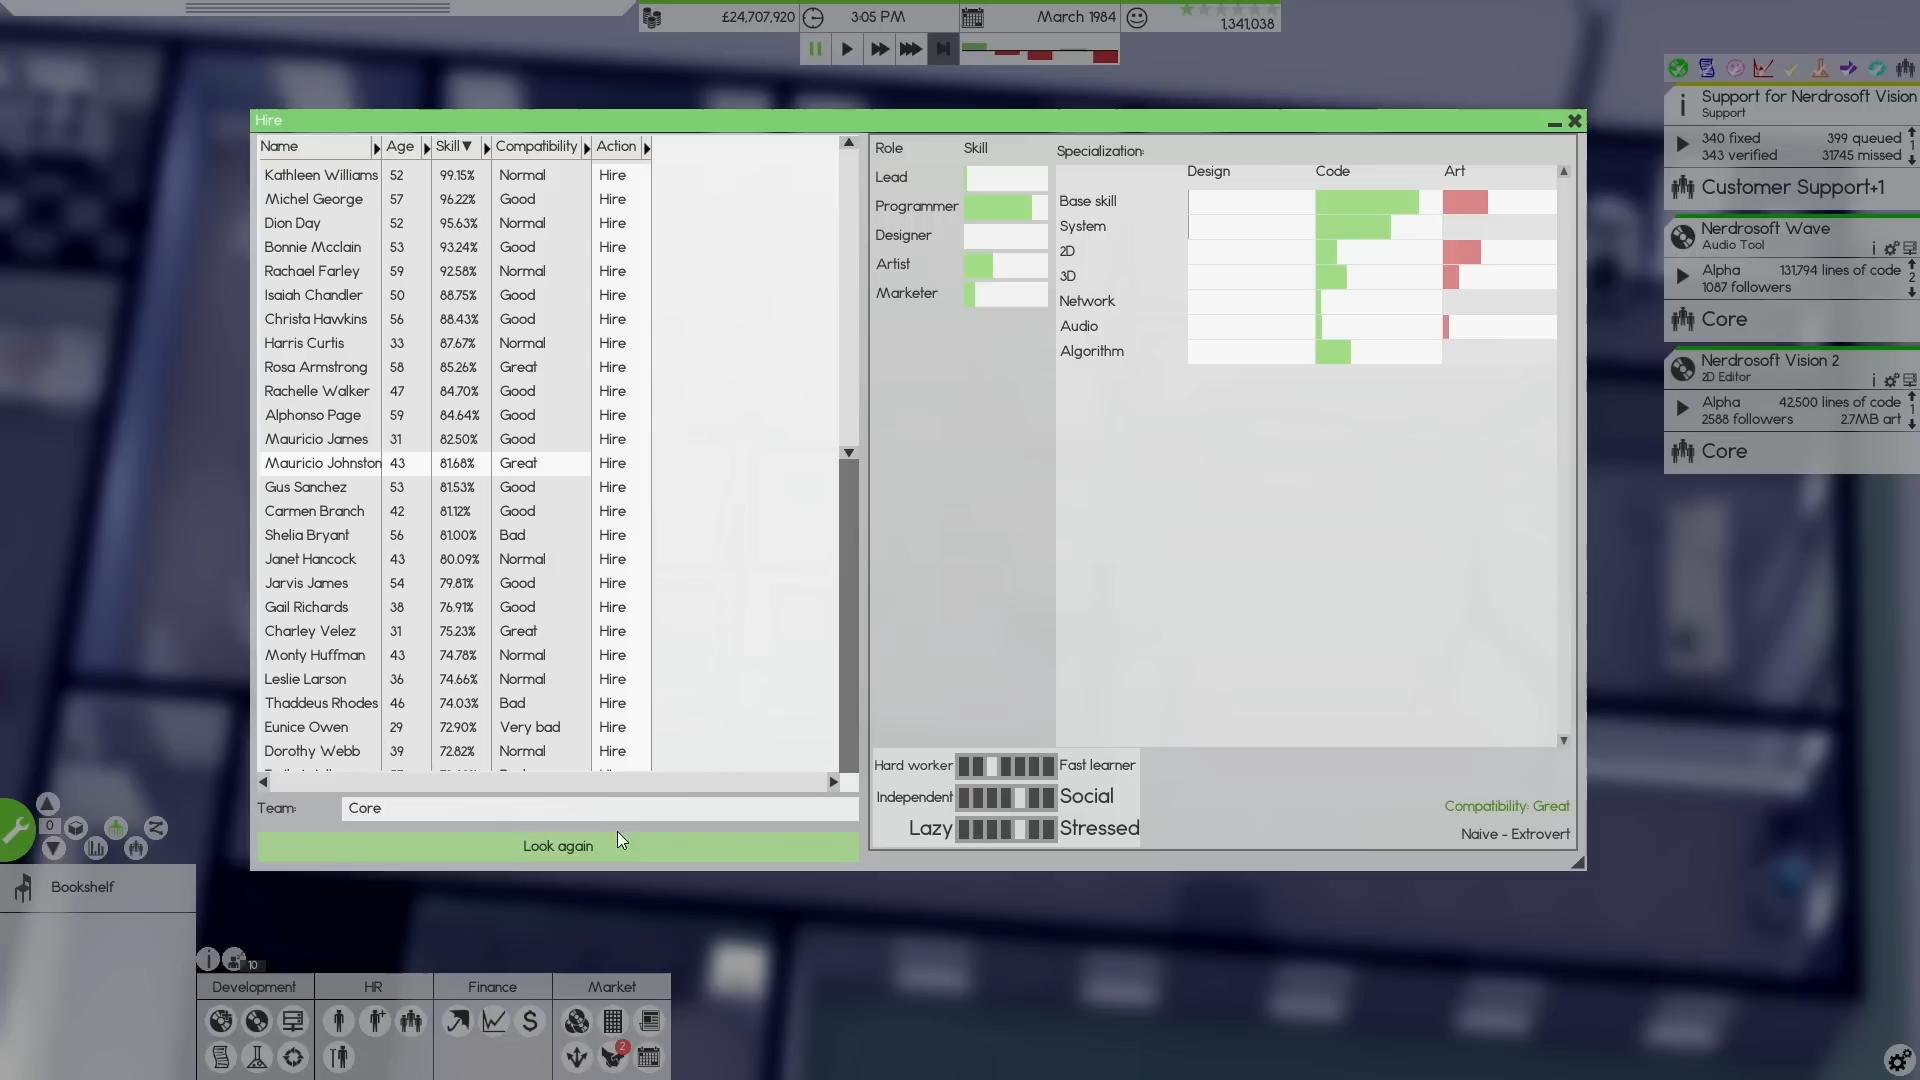 £24,707,920
3:05 PM
March 1984
1,341,038
Hire
Name Age Skill▼ Compatibility Action
Kathleen Williams 52 99.15% Normal Hire
Michel George 57 96.22% Good Hire
Dion Day 52 95.63% Normal Hire
Bonnie Mcclain 53 93.24% Good Hire
Rachael Farley 59 92.58% Normal Hire
Isaiah Chandler 50 88.75% Good Hire
Christa Hawkins 56 88.43% Good Hire
Harris Curtis 33 87.67% Normal Hire
Rosa Armstrong 58 85.26% Great Hire
Rachelle Walker 47 84.70% Good Hire
Alphonso Page 59 84.64% Good Hire
Mauricio James 31 82.50% Good Hire
Mauricio Johnston 43 81.68% Great Hire
Gus Sanchez 53 81.53% Good Hire
Carmen Branch 42 81.12% Good Hire
Shelia Bryant 56 81.00% Bad Hire
Janet Hancock 43 80.09% Normal Hire
Jarvis James 54 79.81% Good Hire
Gail Richards 38 76.91% Good Hire
Charley Velez 31 75.23% Great Hire
Monty Huffman 43 74.78% Normal Hire
Leslie Larson 36 74.66% Normal Hire
Thaddeus Rhodes 46 74.03% Bad Hire
Eunice Owen 29 72.90% Very bad Hire
Dorothy Webb 39 72.82% Normal Hire
Team: Core
Look again
Role Skill
Lead
Programmer
Designer
Artist
Marketer
Specialization:
Design Code Art
Base skill
System
2D
3D
Network
Audio
Algorithm
Hard worker Fast learner
Independent Social
Lazy Stressed
Compatibility: Great
Naive - Extrovert
Support for Nerdrosoft Vision
Support
340 fixed 399 queued
343 verified 31745 missed
1
Customer Support+1
Nerdrosoft Wave
Audio Tool
Alpha 131,794 lines of code
1087 followers
2
Core
Nerdrosoft Vision 2
2D Editor
Alpha 42,500 lines of code
2588 followers 2.7MB art
1
Core
0
Bookshelf
10
Development HR Finance Market
2